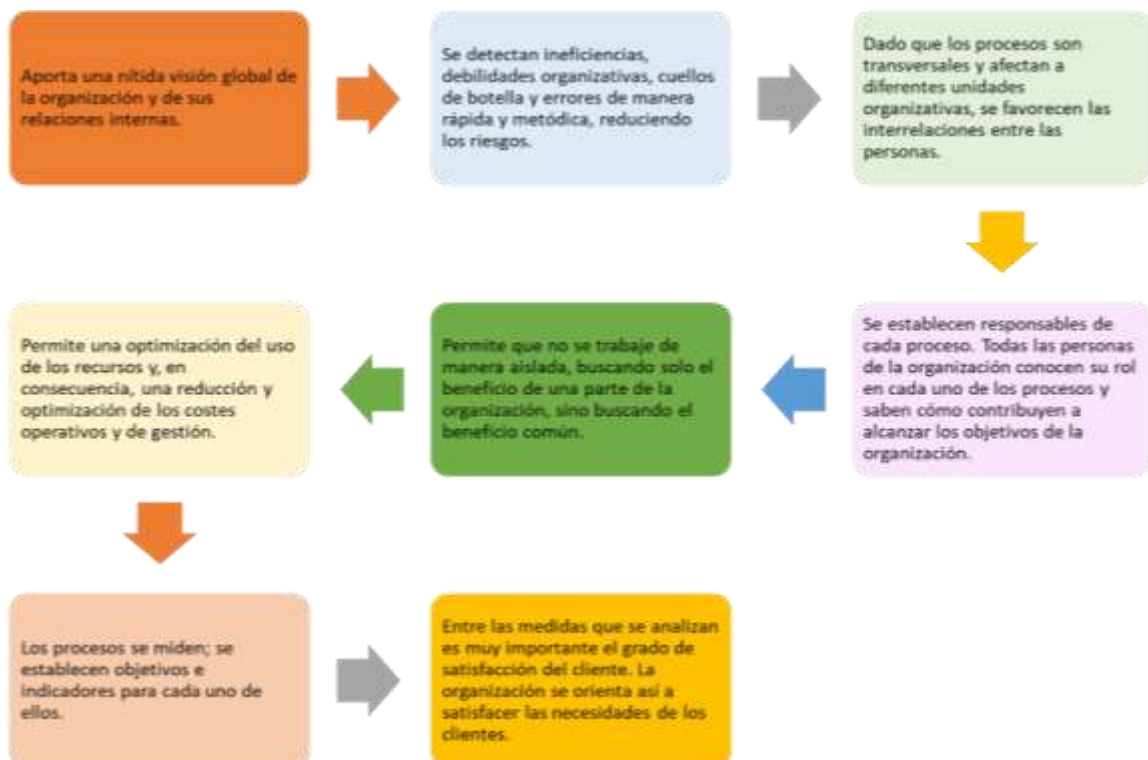 Aporta una nítida visión global de
la organización y de sus
relaciones internas.
Se detectan ineficiencias,
debilidades organizativas, cuellos
de botella y errores de manera
rápida y metódica, reduciendo
los riesgos.
Dado que los procesos son
transversales y afectan a
diferentes unidades
organizativas, se favorecen las
interrelaciones entre las
personas.
Se establecen responsables de
cada proceso. Todas las personas
de la organización conocen su rol
en cada uno de los procesos y
saben cómo contribuyen a
alcanzar los objetivos de la
organización.
Permite que no se trabaje de
manera aislada, buscando solo el
beneficio de una parte de la
organización, sino buscando el
beneficio común.
Permite una optimización del uso
de los recursos y, en
consecuencia, una reducción y
optimización de los costes
operativos y de gestión.
Los procesos se miden; se
establecen objetivos e
indicadores para cada uno de
ellos.
Entre las medidas que se analizan
es muy importante el grado de
satisfacción del cliente. La
organización se orienta así a
satisfacer las necesidades de los
clientes.